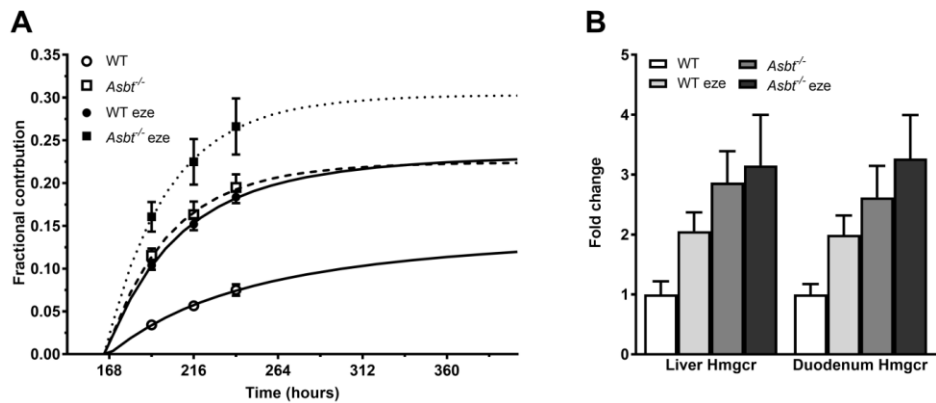 A
0.35
0.30
0.25
0.20
0.15
0.10
0.05
0.00
Fractional contribution
WT
Asbt-/-
WT eze
Asbt-/- eze
168
216
264
312
360
Time (hours)
B
5
4
3
2
1
0
Fold change
WT
WT eze
Asbt-/-
Asbt-/- eze
Liver Hmgcr
Duodenum Hmgcr